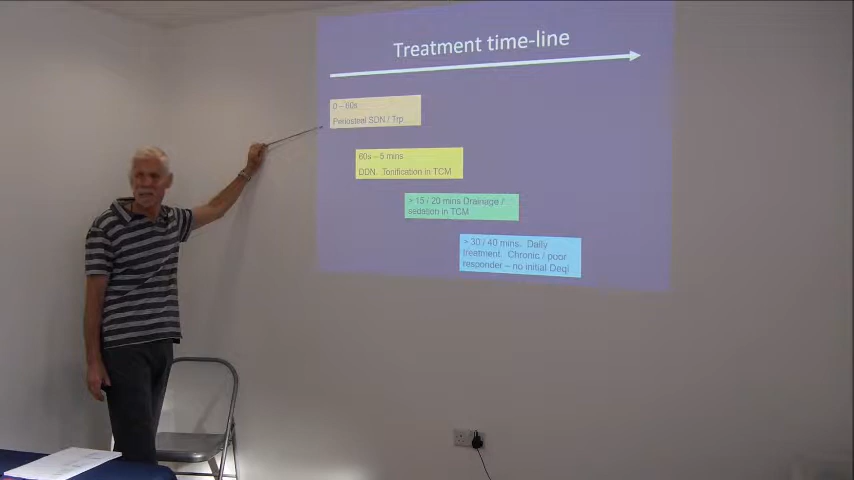 Treatment time-line
0 – 60s
Periosteal SDN / Trp
60s – 5 mins
DDN. Tonification in TCM
> 15 / 20 mins Drainage /
sedation in TCM
> 30 / 40 mins. Daily
treatment. Chronic / poor
responder – no initial Deqi